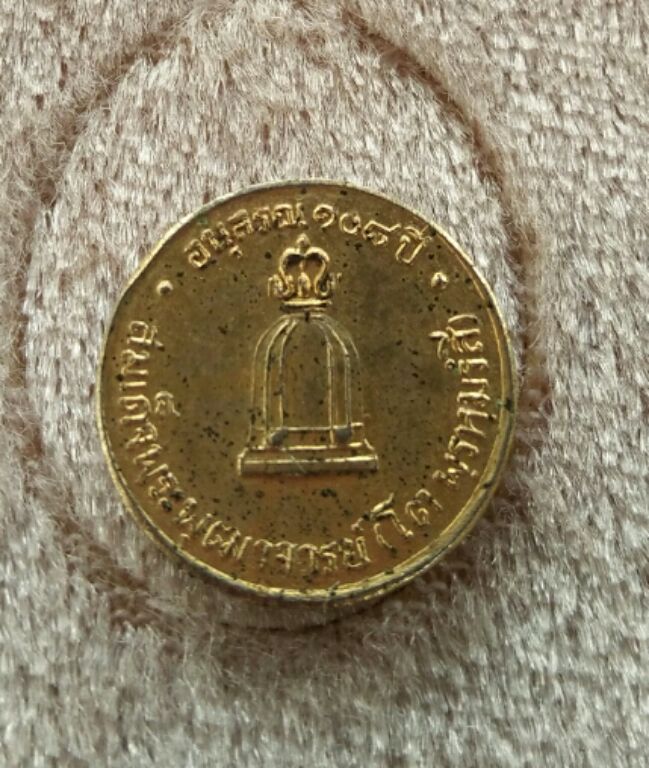 อนุสรณ์ ๑๐๘ ปี
สมเด็จพระพุฒาจารย์ (โต พฺรหฺมรํสี)